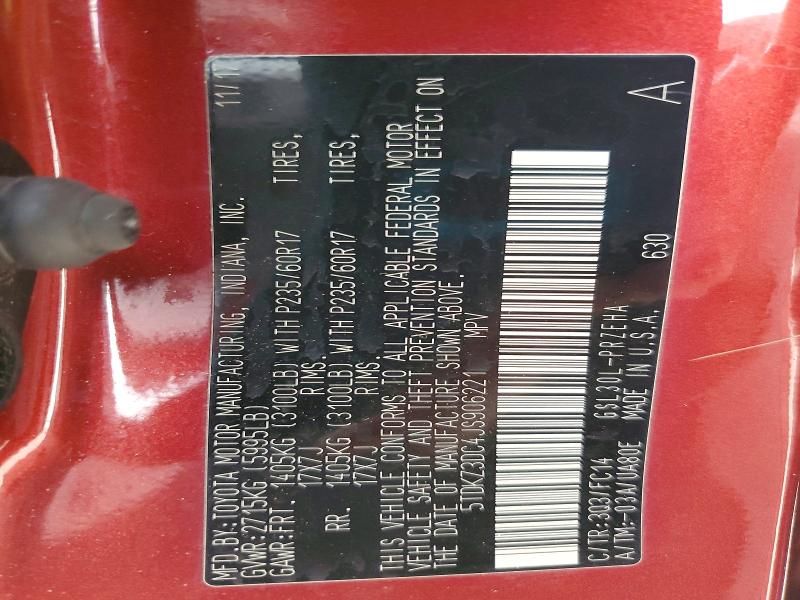 MFD. BY: TOYOTA MOTOR MANUFACTURING, INDIANA, INC. 11/1
GVWR: 2715KG (5995LB)
GAWR: FRT. 1405KG (3100LB) WITH P235/60R17 TIRES,
17X7J RIMS.
RR. 1405KG (3100LB) WITH P235/60R17 TIRES,
17X7J RIMS.
THIS VEHICLE CONFORMS TO ALL APPLICABLE FEDERAL MOTOR
VEHICLE SAFETY AND THEFT PREVENTION STANDARDS IN EFFECT ON
THE DATE OF MANUFACTURE SHOWN ABOVE.
5TDKZ3DC4JS906221 MPV
C/TR: 3Q3/FC14 GSL30L-PRZEHA
A/TM:-03A/UA80E MADE IN U.S.A. 630 A